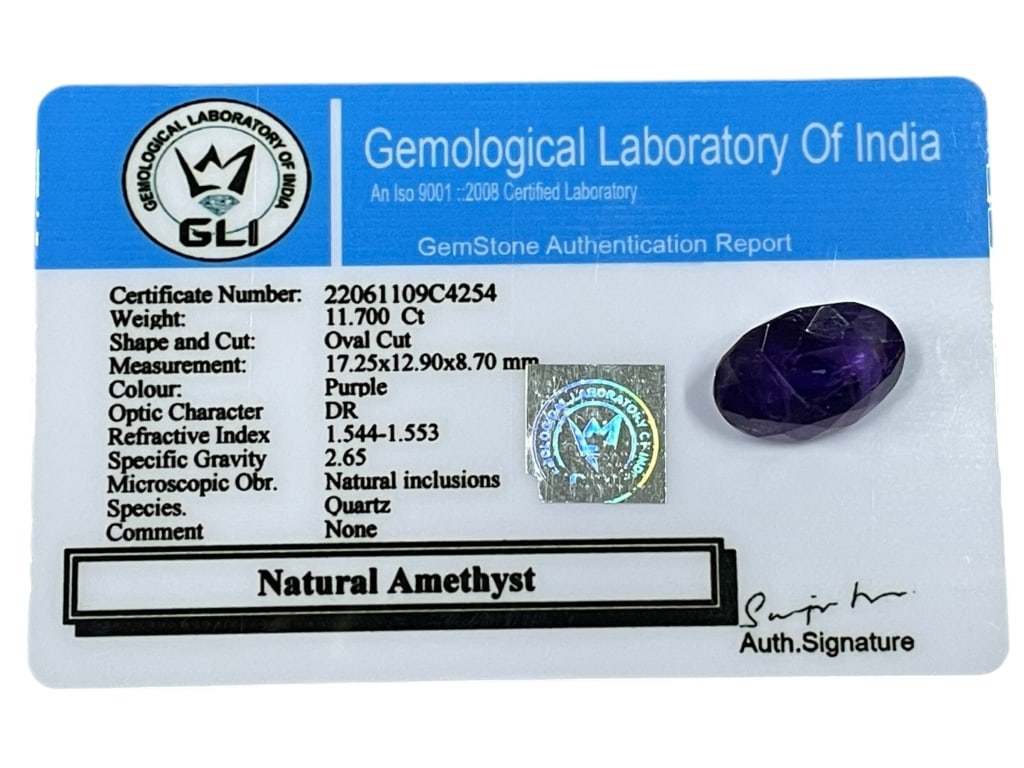 GEMOLOGICAL LABORATORY OF INDIA
GLI
Gemological Laboratory Of India
An Iso 9001 ::2008 Certified Laboratory
GemStone Authentication Report
Certificate Number: 22061109C4254
Weight: 11.700 Ct
Shape and Cut: Oval Cut
Measurement: 17.25x12.90x8.70 mm
Colour: Purple
Optic Character DR
Refractive Index 1.544-1.553
Specific Gravity 2.65
Microscopic Obr. Natural inclusions
Species. Quartz
Comment None
LABORATORY
Natural Amethyst
Auth.Signature